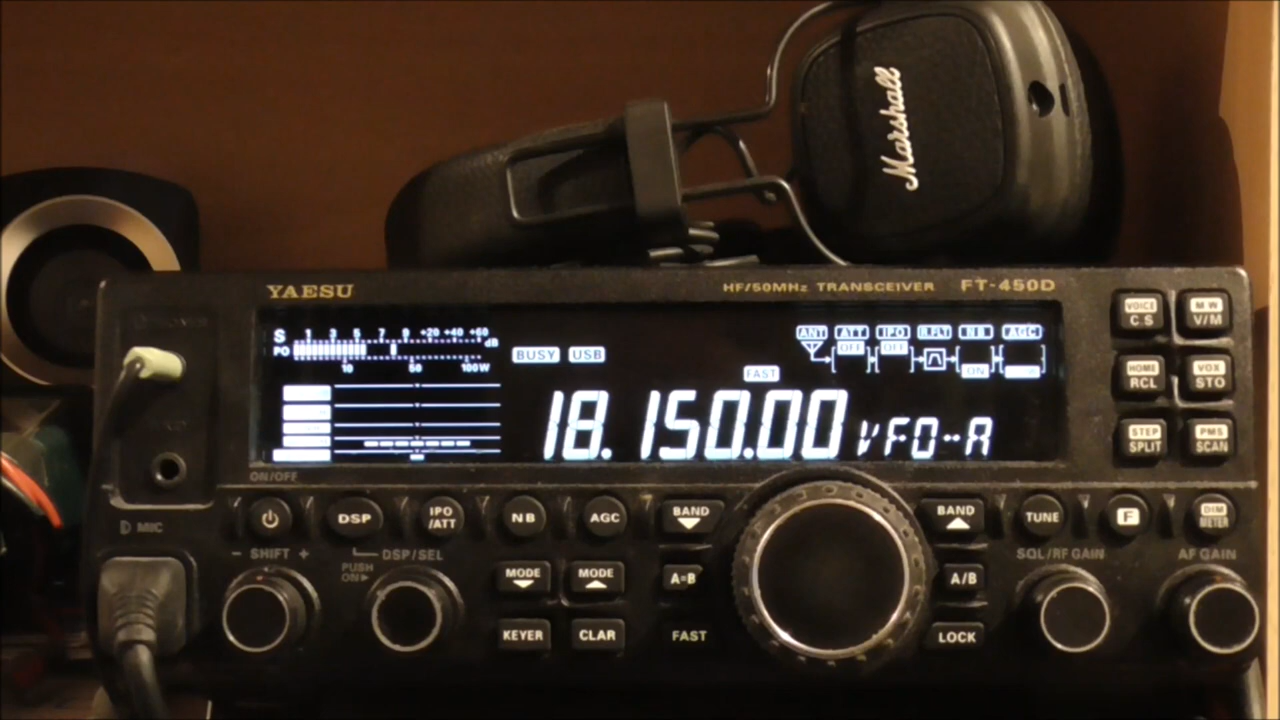 Marshall
YAESU
HF/50MHz TRANSCEIVER FT-450D
S 1 3 5 7 9 +20 +40 +60 dB
PO
10 50 100W
BUSY USB
ANT ATT IPO R.FLT NB AGC
OFF OFF
ON
FAST
18.150.00 VFO-A
VOICE C.S
M.W V/M
HOME RCL
VOX STO
STEP SPLIT
PMS SCAN
ON/OFF
DSP
IPO /ATT
NB
AGC
BAND
BAND
TUNE
F
DIM METER
MIC
- SHIFT +
DSP/SEL
PUSH ON
MODE
MODE
A=B
A/B
SQL/RF GAIN
AF GAIN
KEYER
CLAR
FAST
LOCK